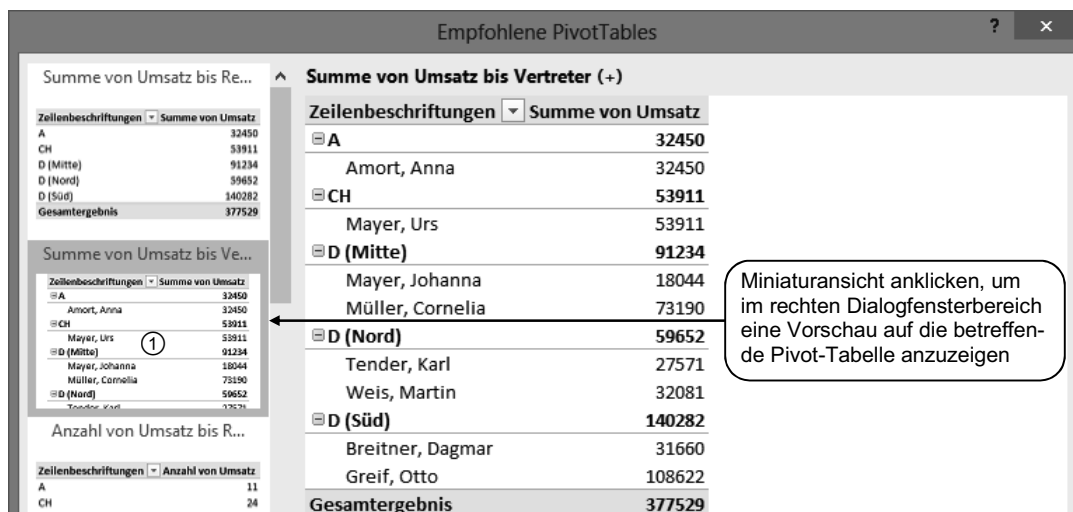 Empfohlene PivotTables
?
×
Summe von Umsatz bis Re...
Zeilenbeschriftungen Summe von Umsatz
A 32450
CH 53911
D (Mitte) 91234
D (Nord) 59652
D (Süd) 140282
Gesamtergebnis 377529
Summe von Umsatz bis Ve...
Zeilenbeschriftungen Summe von Umsatz
A 32450
Amort, Anna 32450
CH 53911
Mayer, Urs 53911
①
D (Mitte) 91234
Mayer, Johanna 18044
Müller, Cornelia 73190
D (Nord) 59652
Tender, Karl 27571
Anzahl von Umsatz bis R...
Zeilenbeschriftungen Anzahl von Umsatz
A 11
CH 24
Summe von Umsatz bis Vertreter (+)
Zeilenbeschriftungen Summe von Umsatz
A 32450
Amort, Anna 32450
CH 53911
Mayer, Urs 53911
D (Mitte) 91234
Mayer, Johanna 18044
Müller, Cornelia 73190
D (Nord) 59652
Tender, Karl 27571
Weis, Martin 32081
D (Süd) 140282
Breitner, Dagmar 31660
Greif, Otto 108622
Gesamtergebnis 377529
Miniaturansicht anklicken, um
im rechten Dialogfensterbereich
eine Vorschau auf die betreffen-
de Pivot-Tabelle anzuzeigen